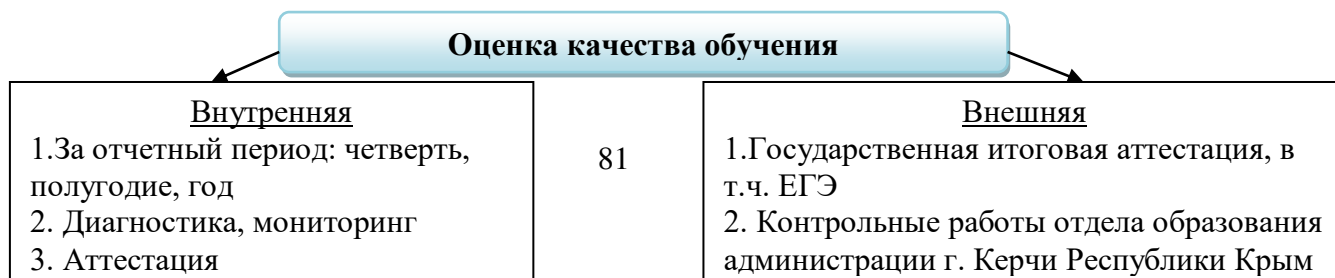 Оценка качества обучения
Внутренняя
1.За отчетный период: четверть,
полугодие, год
2. Диагностика, мониторинг
3. Аттестация
81
Внешняя
1.Государственная итоговая аттестация, в
т.ч. ЕГЭ
2. Контрольные работы отдела образования
администрации г. Керчи Республики Крым